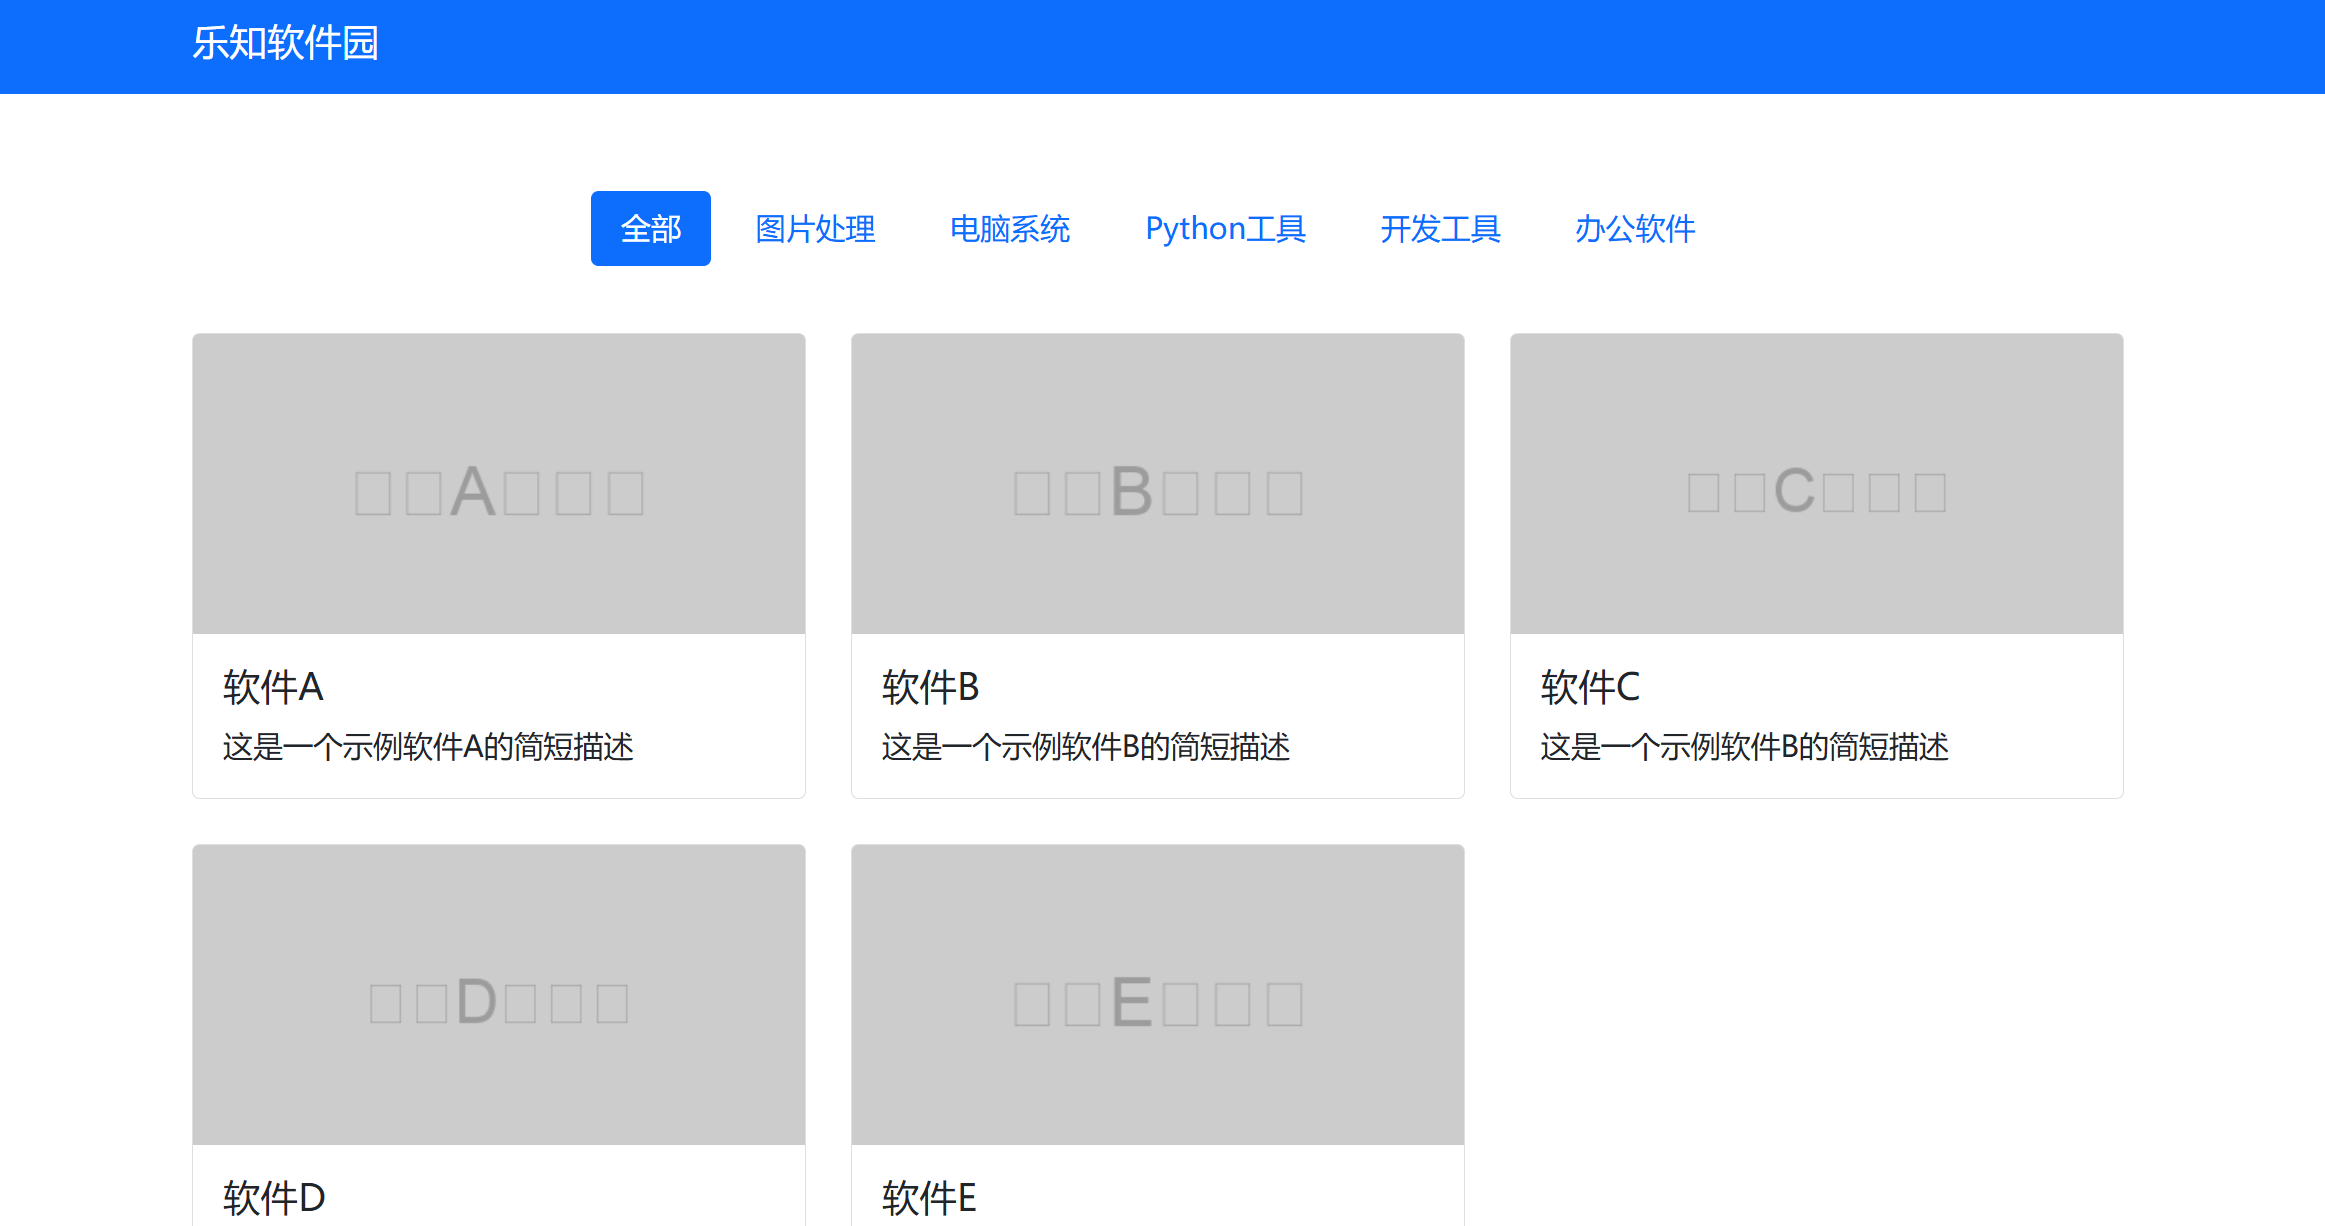 乐知软件园
全部 图片处理 电脑系统 Python工具 开发工具 办公软件
□□A□□□ □□B□□□ □□C□□□
软件A 软件B 软件C
这是一个示例软件A的简短描述 这是一个示例软件B的简短描述 这是一个示例软件B的简短描述
□□D□□□ □□E□□□
软件D 软件E